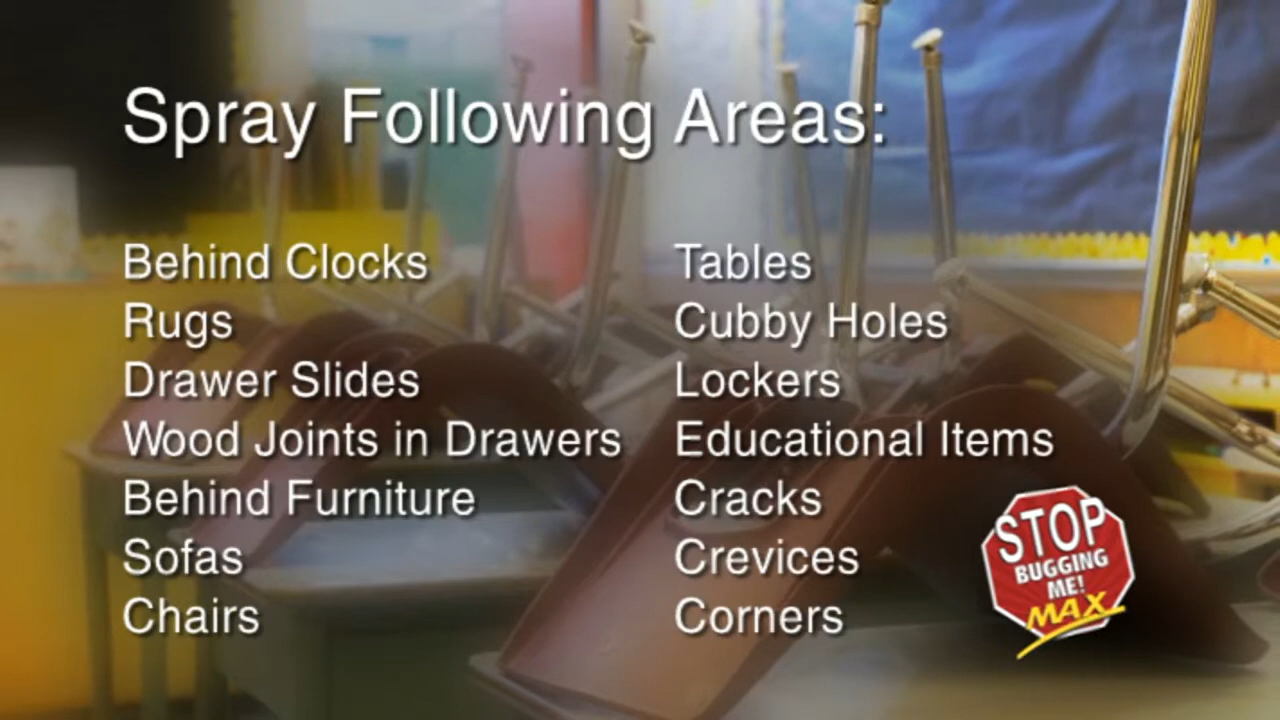 Spray Following Areas:
Behind Clocks
Rugs
Drawer Slides
Wood Joints in Drawers
Behind Furniture
Sofas
Chairs
Tables
Cubby Holes
Lockers
Educational Items
Cracks
Crevices
Corners
STOP
BUGGING
ME!
MAX